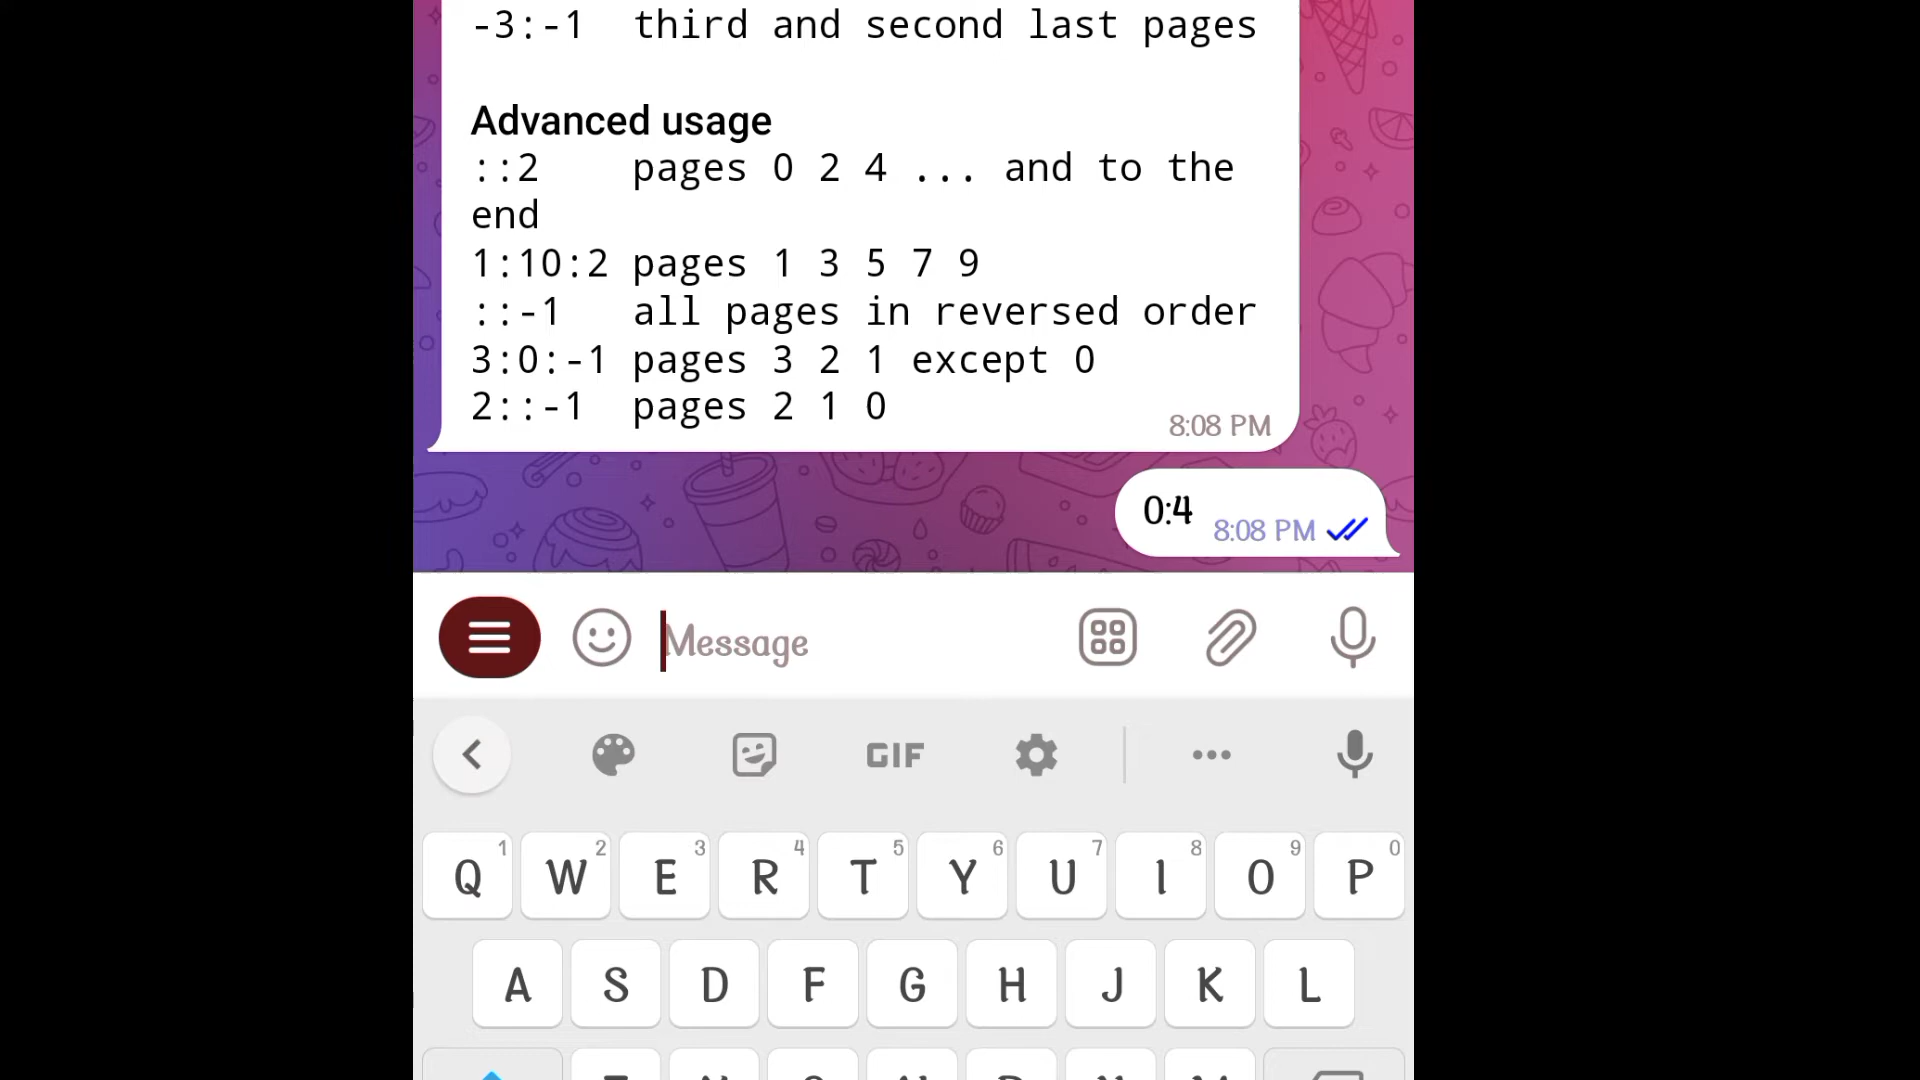 -3:-1 third and second last pages
Advanced usage
::2 pages 0 2 4 ... and to the
end
1:10:2 pages 1 3 5 7 9
::-1 all pages in reversed order
3:0:-1 pages 3 2 1 except 0
2::-1 pages 2 1 0
8:08 PM
0:4 8:08 PM
Message
GIF
Q 1 W 2 E 3 R 4 T 5 Y 6 U 7 I 8 O 9 P 0
A S D F G H J K L